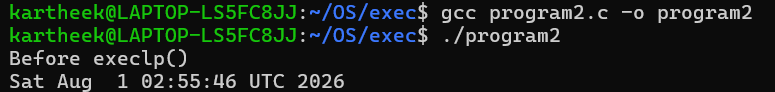 kartheek@LAPTOP-LS5FC8JJ:~/OS/exec$ gcc program2.c -o program2
kartheek@LAPTOP-LS5FC8JJ:~/OS/exec$ ./program2
Before execlp()
Sat Aug  1 02:55:46 UTC 2026